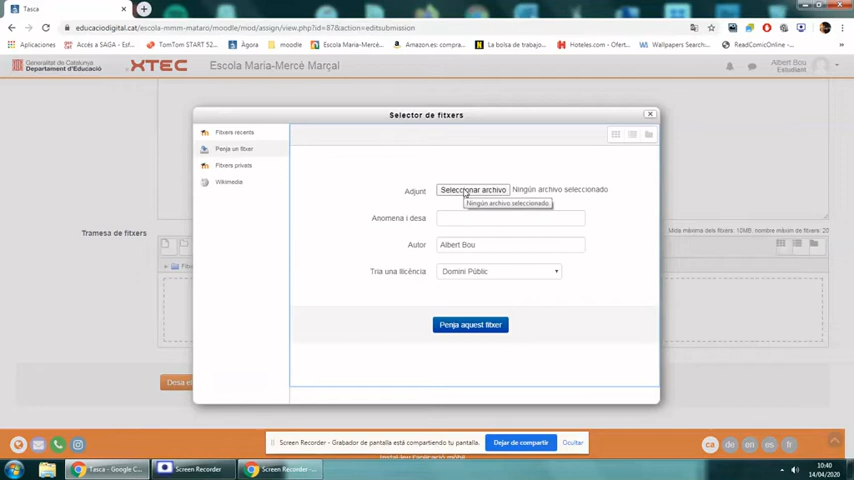 Tasca
educaciodigital.cat/escola-mmm-mataro/moodle/mod/assign/view.php?id=87&action=editsubmission
Aplicaciones
Accés a SAGA - Esf...
TomTom START 52...
Àgora
moodle
Escola Maria-Mercè...
Amazon.es: compra...
La bolsa de trabajo...
Hoteles.com - Ofert...
Wallpapers Search:...
ReadComicOnline -...
Generalitat de Catalunya
Departament d'Educació
XTEC
Escola Maria-Mercè Marçal
Albert Bou
Estudiant
Selector de fitxers
Fitxers recents
Penja un fitxer
Fitxers privats
Wikimedia
Adjunt
Seleccionar archivo
Ningún archivo seleccionado
Ningún archivo seleccionado
Anomena i desa
Autor
Albert Bou
Tria una llicència
Domini Públic
Penja aquest fitxer
Tramesa de fitxers
Mida màxima dels fitxers: 10MB, nombre màxim de fitxers: 20
Fitx
Desa e
Screen Recorder - Grabador de pantalla está compartiendo tu pantalla.
Dejar de compartir
Ocultar
ca
de
en
es
fr
Tasca - Google C...
Screen Recorder
Screen Recorder -...
10:40
14/04/2020